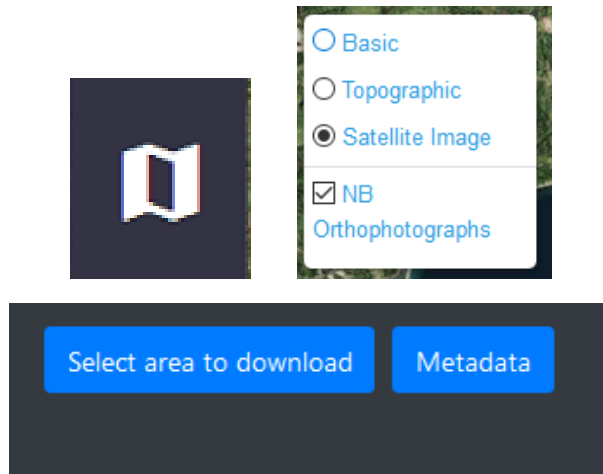 Basic
Topographic
Satellite Image
NB
Orthophotographs
Select area to download
Metadata